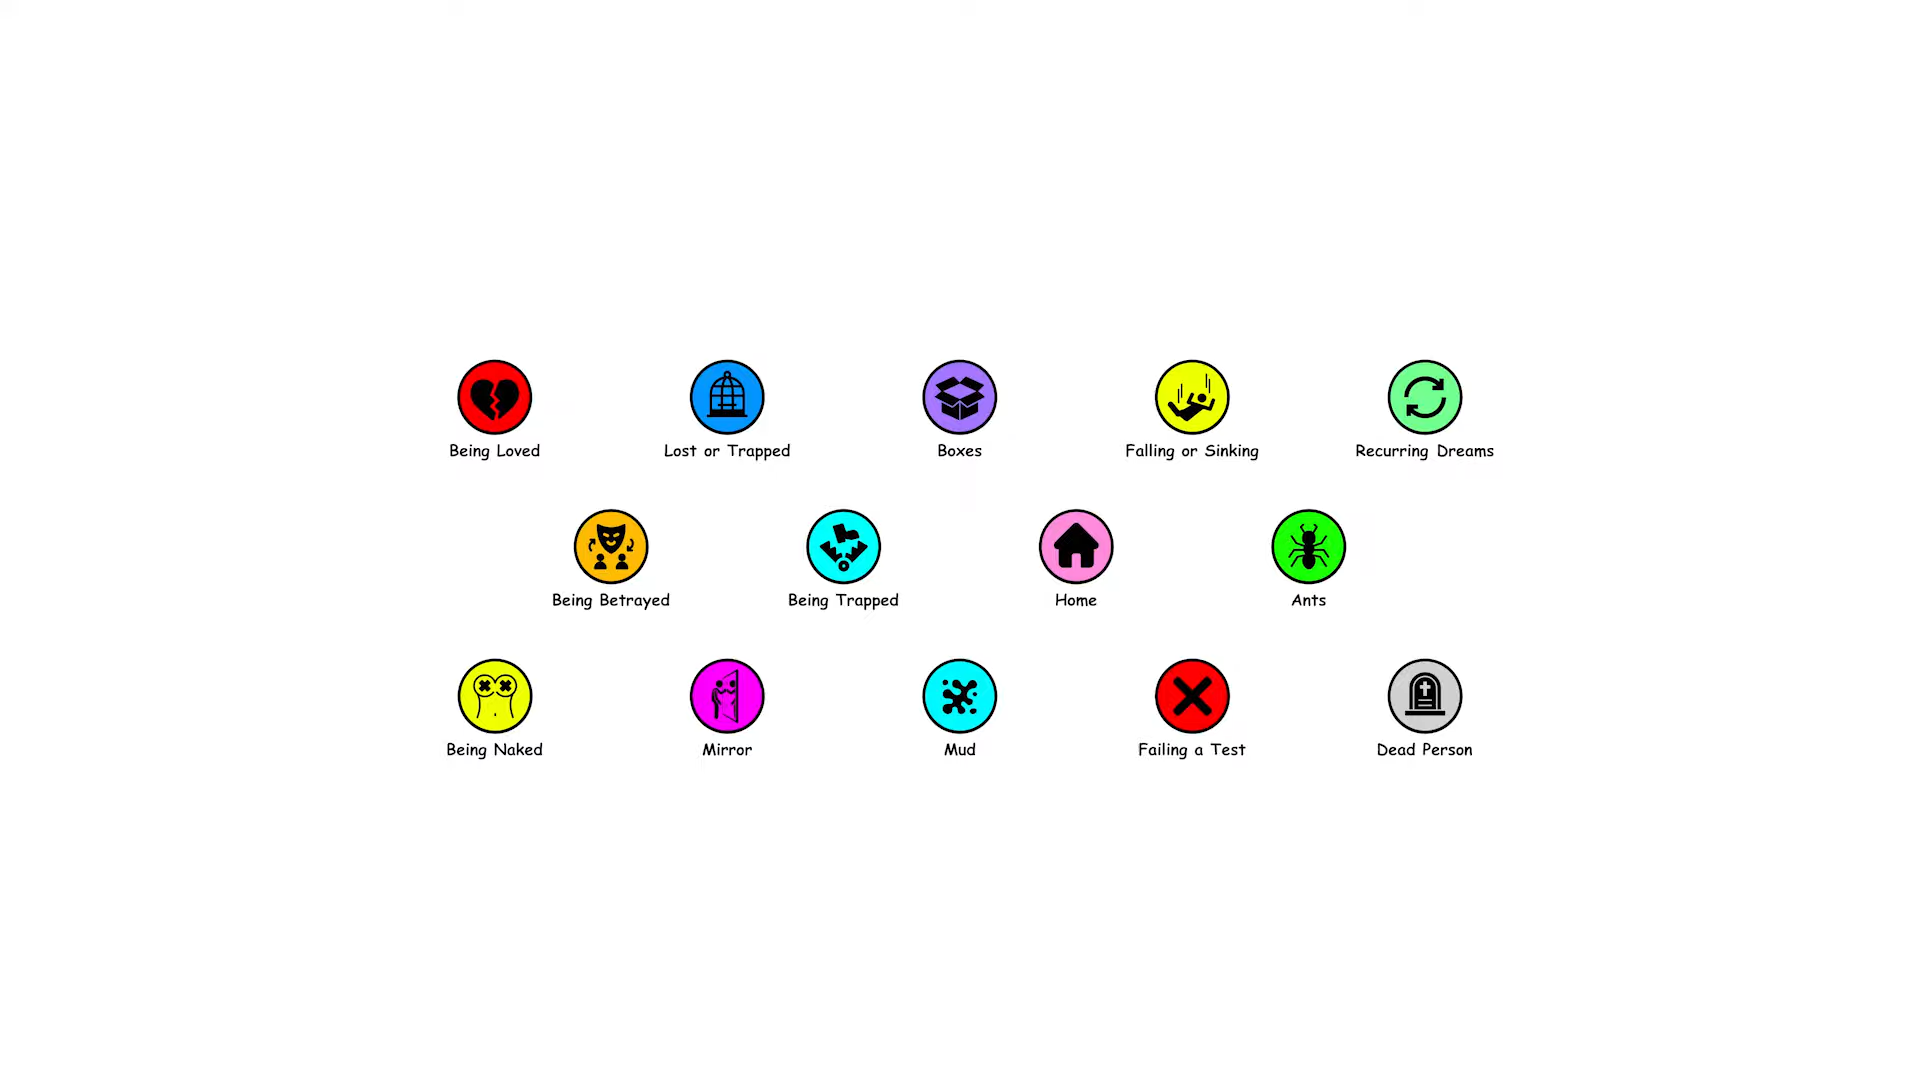 Being Loved
Lost or Trapped
Boxes
Falling or Sinking
Recurring Dreams
Being Betrayed
Being Trapped
Home
Ants
Being Naked
Mirror
Mud
Failing a Test
Dead Person